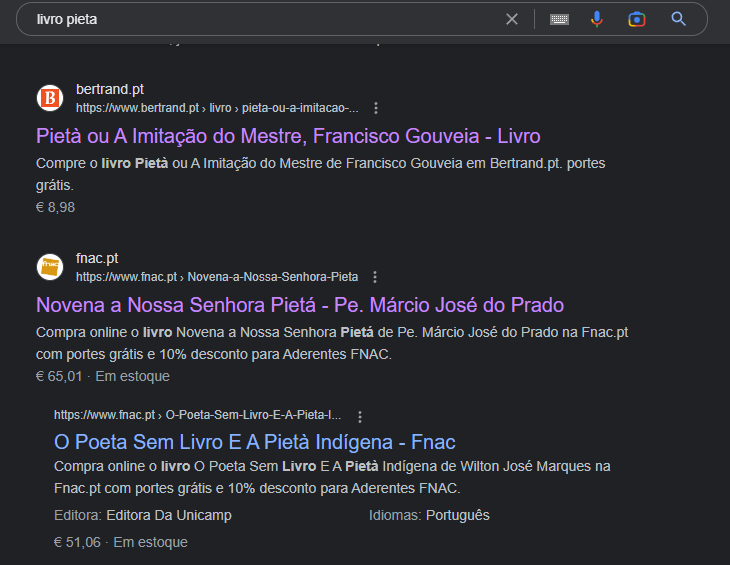 livro pieta
bertrand.pt
https://www.bertrand.pt › livro › pieta-ou-a-imitacao-...
Pietà ou A Imitação do Mestre, Francisco Gouveia - Livro
Compre o livro Pietà ou A Imitação do Mestre de Francisco Gouveia em Bertrand.pt. portes
grátis.
€ 8,98
fnac.pt
https://www.fnac.pt › Novena-a-Nossa-Senhora-Pieta
Novena a Nossa Senhora Pietá - Pe. Márcio José do Prado
Compra online o livro Novena a Nossa Senhora Pietá de Pe. Márcio José do Prado na Fnac.pt
com portes grátis e 10% desconto para Aderentes FNAC.
€ 65,01 · Em estoque
https://www.fnac.pt › O-Poeta-Sem-Livro-E-A-Pieta-I...
O Poeta Sem Livro E A Pietà Indígena - Fnac
Compra online o livro O Poeta Sem Livro E A Pietà Indígena de Wilton José Marques na
Fnac.pt com portes grátis e 10% desconto para Aderentes FNAC.
Editora: Editora Da Unicamp Idiomas: Português
€ 51,06 · Em estoque